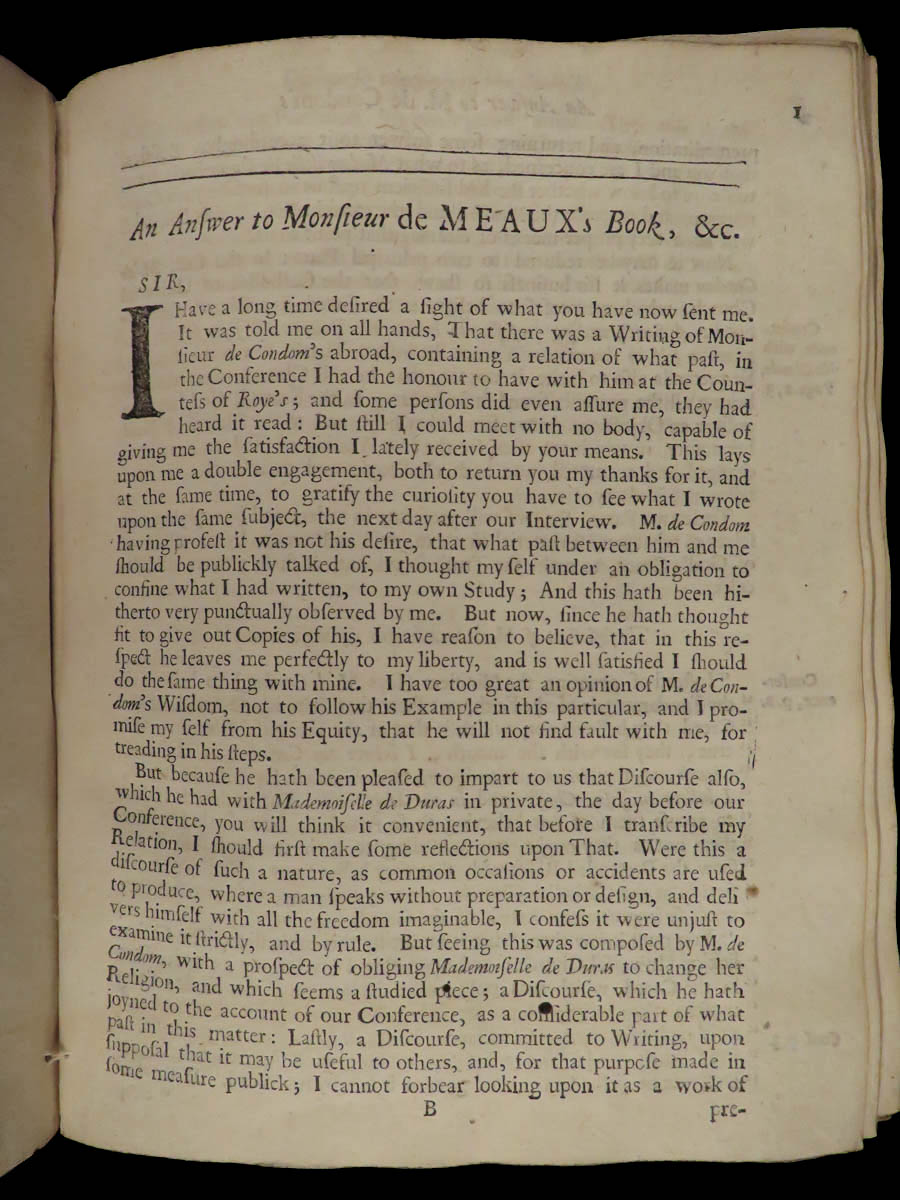 1
An Anſwer to Monſieur de MEAUX's Book, &c.
SIR,
I Have a long time deſired a ſight of what you have now ſent me.
It was told me on all hands, That there was a Writing of Mon-
ſieur de Condom's abroad, containing a relation of what paſt, in
the Conference I had the honour to have with him at the Coun-
teſs of Roye's; and ſome perſons did even aſſure me, they had
heard it read: But ſtill I could meet with no body, capable of
giving me the ſatisfaction I lately received by your means. This lays
upon me a double engagement, both to return you my thanks for it, and
at the ſame time, to gratify the curioſity you have to ſee what I wrote
upon the ſame ſubject, the next day after our Interview. M. de Condom
having profeſt it was not his deſire, that what paſt between him and me
ſhould be publickly talked of, I thought my ſelf under an obligation to
confine what I had written, to my own Study; And this hath been hi-
therto very punctually obſerved by me. But now, ſince he hath thought
fit to give out Copies of his, I have reaſon to believe, that in this re-
ſpect he leaves me perfectly to my liberty, and is well ſatisfied I ſhould
do the ſame thing with mine. I have too great an opinion of M. de Con-
dom's Wiſdom, not to follow his Example in this particular, and I pro-
miſe my ſelf from his Equity, that he will not find fault with me, for
treading in his ſteps.
But becauſe he hath been pleaſed to impart to us that Diſcourſe alſo,
which he had with Mademoiſelle de Duras in private, the day before our
Conference, you will think it convenient, that before I tranſcribe my
Relation, I ſhould firſt make ſome reflections upon That. Were this a
diſcourſe of ſuch a nature, as common occaſions or accidents are uſed
to produce, where a man ſpeaks without preparation or deſign, and deli
vers himſelf with all the freedom imaginable, I confeſs it were unjuſt to
examine it ſtrictly, and by rule. But ſeeing this was compoſed by M. de
Condom, with a proſpect of obliging Mademoiſelle de Duras to change her
Religion, and which ſeems a ſtudied piece; a Diſcourſe, which he hath
joyned to the account of our Conference, as a conſiderable part of what
paſt in this matter: Laſtly, a Diſcourſe, committed to Writing, upon
ſuppoſal that it may be uſeful to others, and, for that purpoſe made in
ſome meaſure publick; I cannot forbear looking upon it as a work of
B
pre-